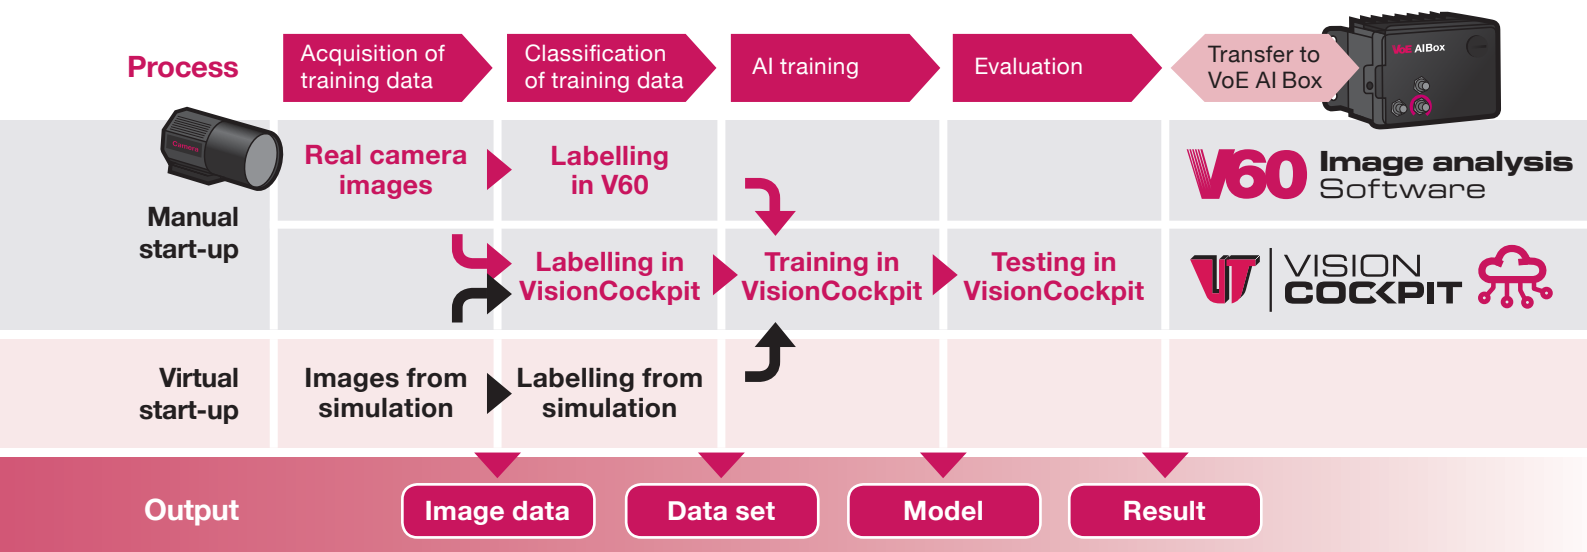 Process
Acquisition of
training data
Classification
of training data
AI training
Evaluation
Transfer to
VoE AI Box
VoE AIBox
Camera
Manual
start-up
Real camera
images
Labelling
in V60
V60 Image analysis
Software
Labelling in
VisionCockpit
Training in
VisionCockpit
Testing in
VisionCockpit
VISION
COCKPIT
Virtual
start-up
Images from
simulation
Labelling from
simulation
Output
Image data
Data set
Model
Result